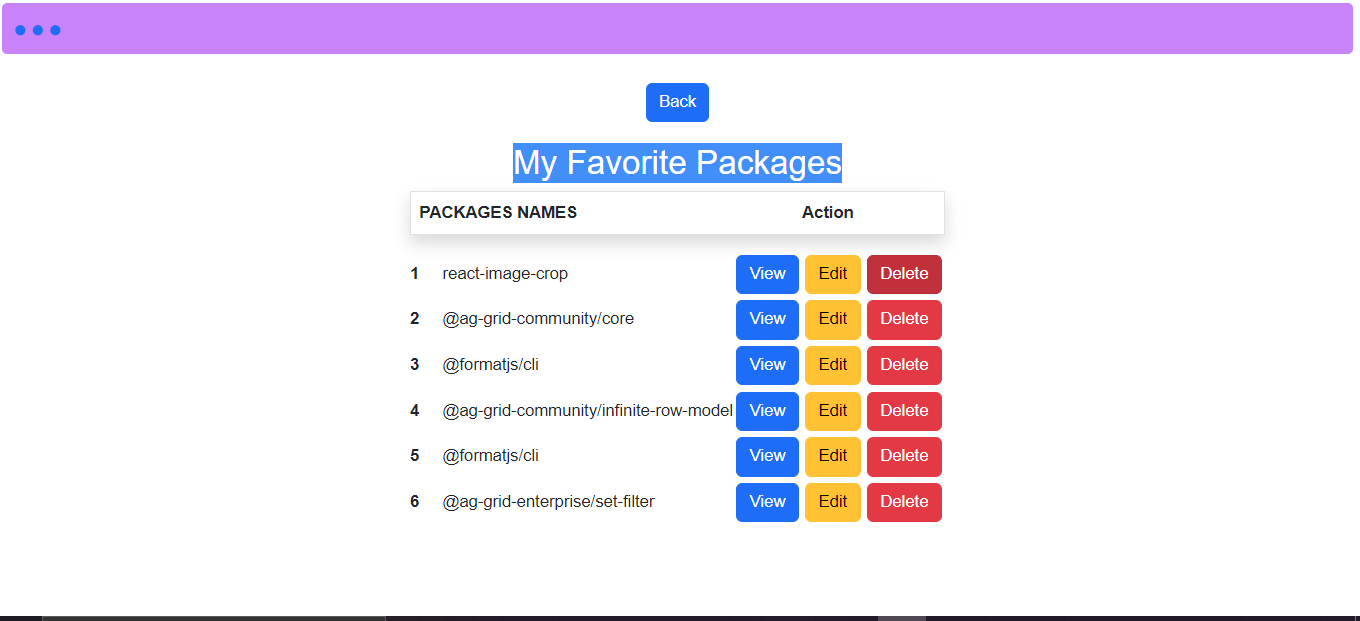 Back
My Favorite Packages
PACKAGES NAMES Action
1 react-image-crop View Edit Delete
2 @ag-grid-community/core View Edit Delete
3 @formatjs/cli View Edit Delete
4 @ag-grid-community/infinite-row-model View Edit Delete
5 @formatjs/cli View Edit Delete
6 @ag-grid-enterprise/set-filter View Edit Delete